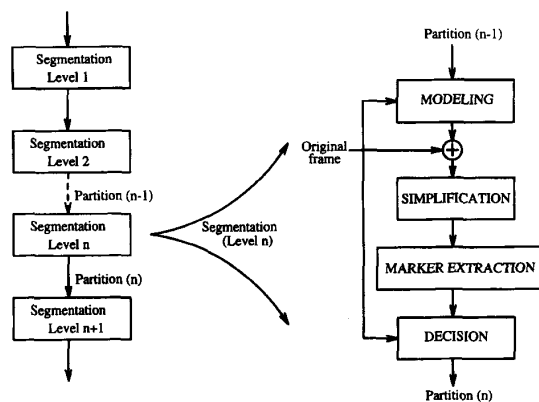 Segmentation
Level 1
Segmentation
Level 2
Partition (n-1)
Segmentation
Level n
Partition (n)
Segmentation
Level n+1
Segmentation
(Level n)
Partition (n-1)
MODELING
Original
frame
+
SIMPLIFICATION
MARKER EXTRACTION
DECISION
Partition (n)